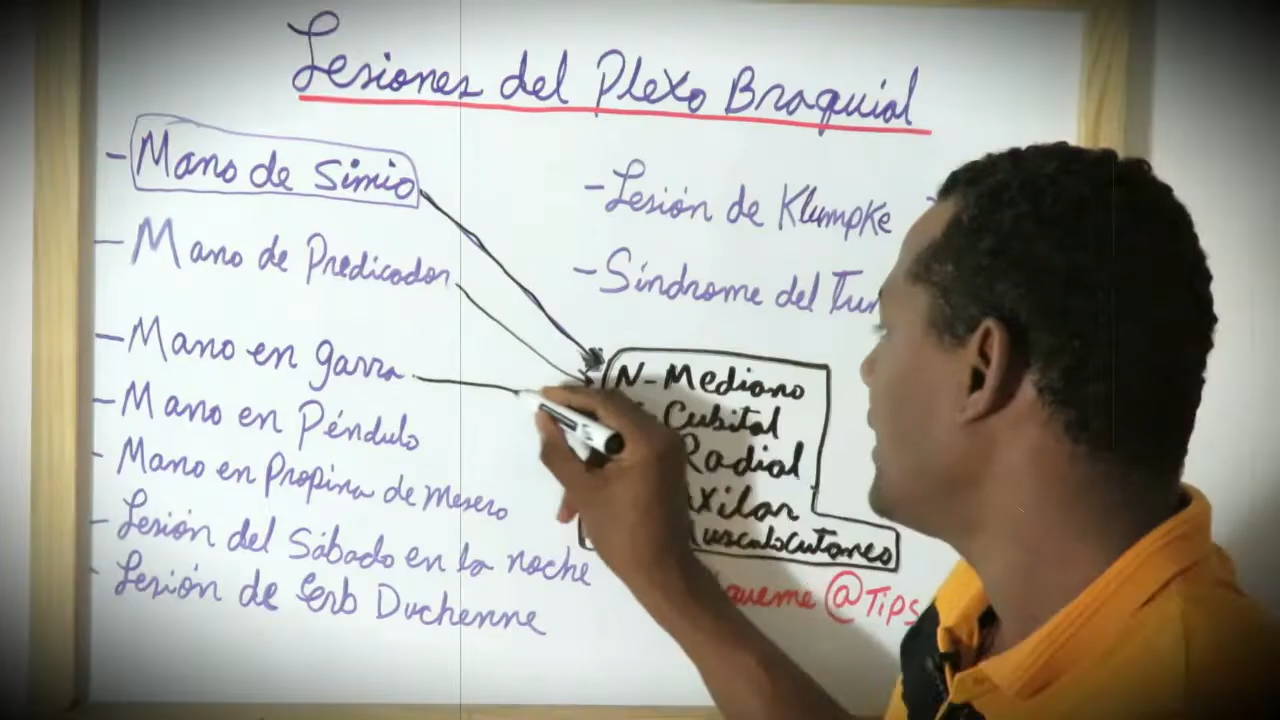 Lesiones del Plexo Braquial
- Mano de Simio
- Mano de Predicador
- Mano en garra
- Mano en Péndulo
- Mano en Propina de mesero
- Lesión del Sábado en la noche
- Lesión de Erb Duchenne
- Lesión de Klumpke
- Síndrome del
N- Mediano
Cubital
Radial
@Tips